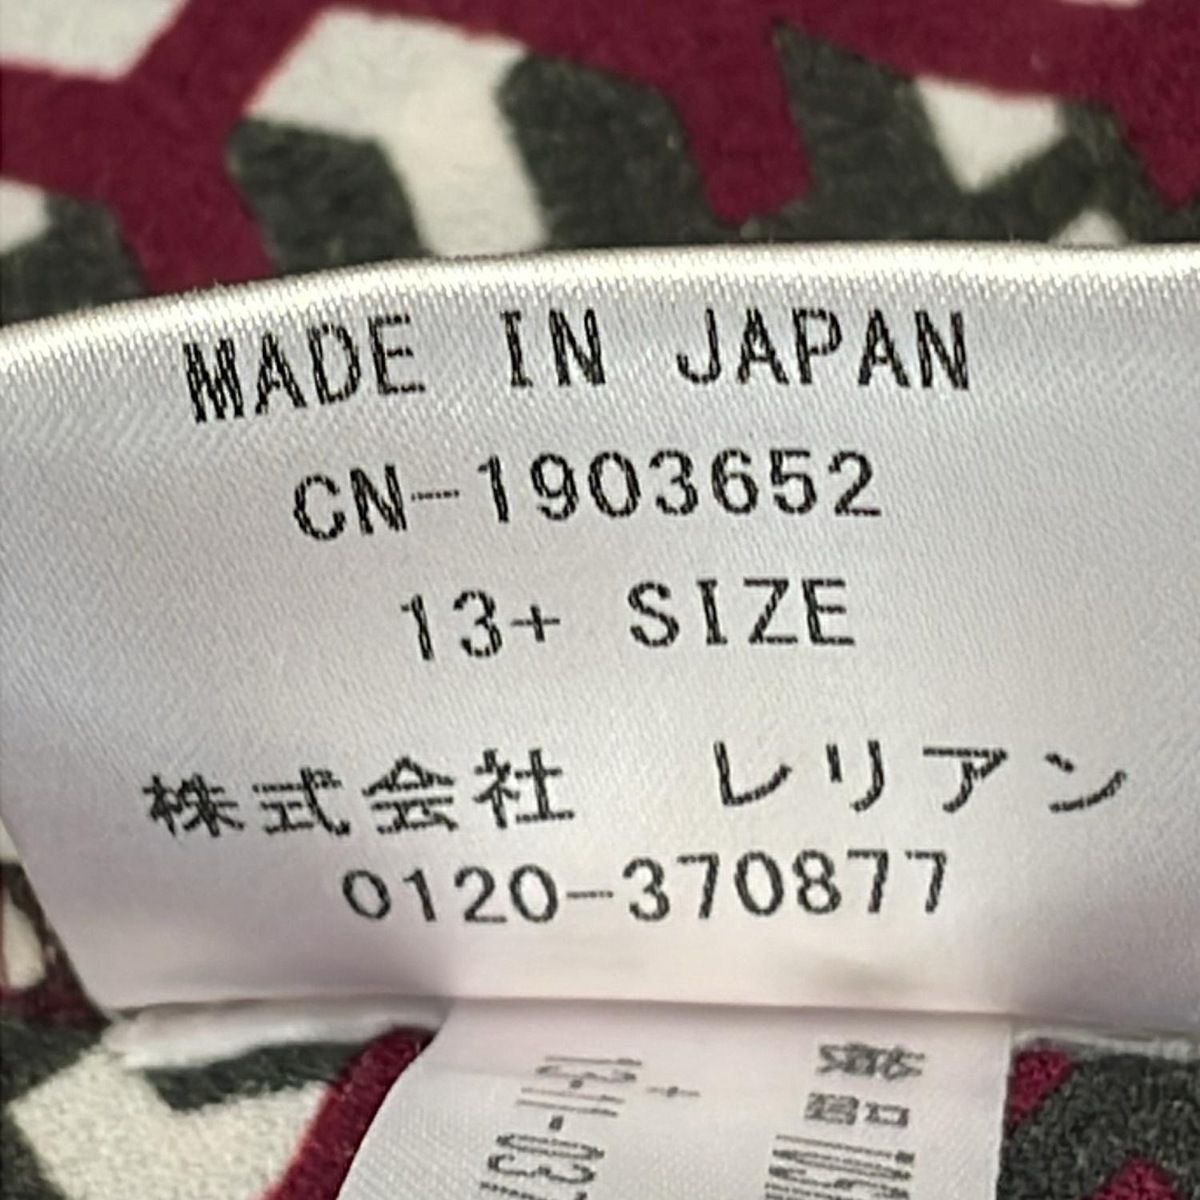 MADE IN JAPAN
CN-1903652
13+ SIZE
株式会社 レリアン
0120-370877